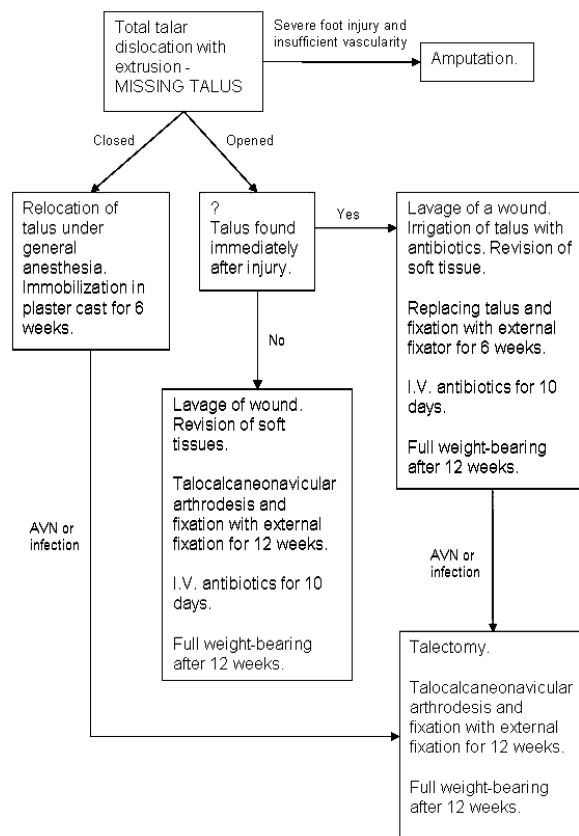 Total talar
dislocation with
extrusion -
MISSING TALUS
Severe foot injury and
insufficient vascularity
Amputation.
Closed
Opened
Relocation of
talus under
general
anesthesia.
Immobilization in
plaster cast for 6
weeks.
?
Talus found
immediately
after injury.
Yes
Lavage of a wound.
Irrigation of talus with
antibiotics. Revision of
soft tissue.
Replacing talus and
fixation with external
fixator for 6 weeks.
I.V. antibiotics for 10
days.
Full weight-bearing
after 12 weeks.
No
Lavage of wound.
Revision of soft
tissues.
Talocalcaneonavicular
arthrodesis and
fixation with external
fixation for 12 weeks.
I.V. antibiotics for 10
days.
Full weight-bearing
after 12 weeks.
AVN or
infection
AVN or
infection
Talectomy.
Talocalcaneonavicular
arthrodesis and
fixation with external
fixation for 12 weeks.
Full weight-bearing
after 12 weeks.